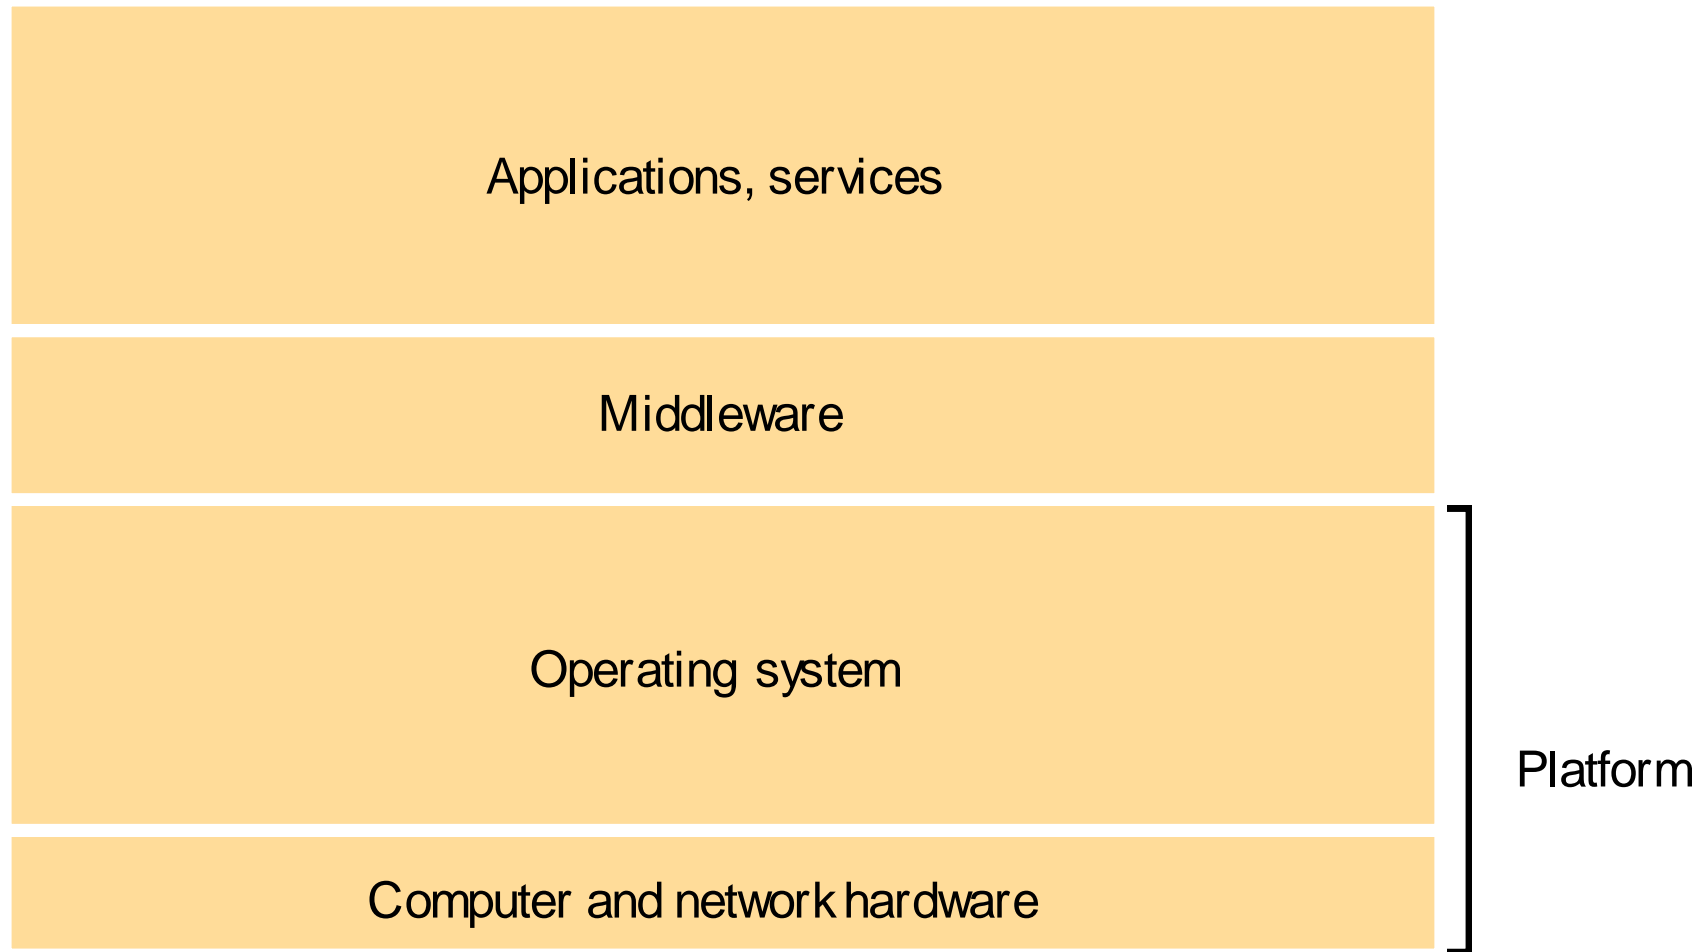 Applications, services
Middleware
Operating system
Platform
Computer and network hardware